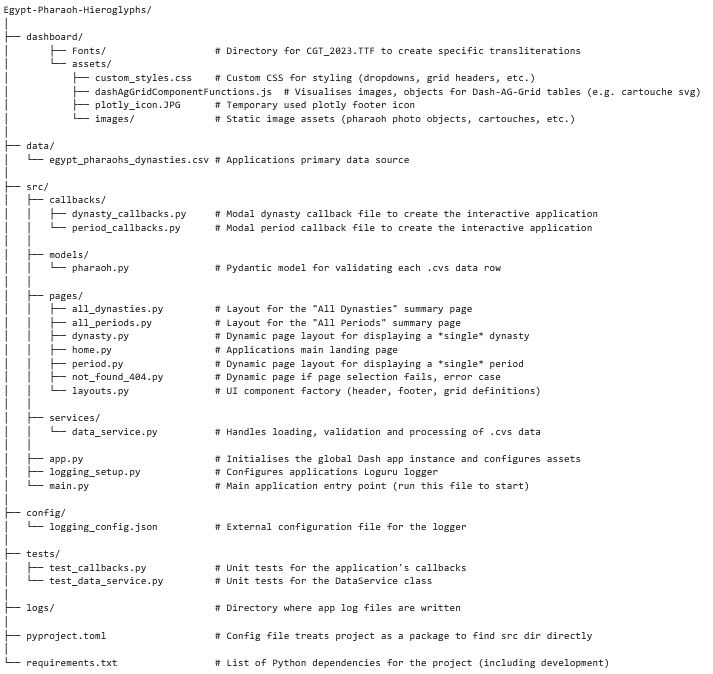 Egypt-Pharaoh-Hieroglyphs/
│
├── dashboard/
│       ├── Fonts/                   # Directory for CGT_2023.TTF to create specific transliterations
│       └── assets/
│           ├── custom_styles.css    # Custom CSS for styling (dropdowns, grid headers, etc.)
│           ├── dashAgGridComponentFunctions.js  # Visualises images, objects for Dash-AG-Grid tables (e.g. cartouche svg)
│           ├── plotly_icon.JPG      # Temporary used plotly footer icon
│           └── images/              # Static image assets (pharaoh photo objects, cartouches, etc.)
│
├── data/
│   └── egypt_pharaohs_dynasties.csv # Applications primary data source
│
├── src/
│   ├── callbacks/
│   │   ├── dynasty_callbacks.py     # Modal dynasty callback file to create the interactive application
│   │   └── period_callbacks.py      # Modal period callback file to create the interactive application
│   │
│   ├── models/
│   │   └── pharaoh.py               # Pydantic model for validating each .cvs data row
│   │
│   ├── pages/
│   │   ├── all_dynasties.py         # Layout for the "All Dynasties" summary page
│   │   ├── all_periods.py           # Layout for the "All Periods" summary page
│   │   ├── dynasty.py               # Dynamic page layout for displaying a *single* dynasty
│   │   ├── home.py                  # Applications main landing page
│   │   ├── period.py                # Dynamic page layout for displaying a *single* period
│   │   ├── not_found_404.py         # Dynamic page if page selection fails, error case
│   │   └── layouts.py               # UI component factory (header, footer, grid definitions)
│   │
│   ├── services/
│   │   └── data_service.py          # Handles loading, validation and processing of .cvs data
│   │
│   ├── app.py                       # Initialises the global Dash app instance and configures assets
│   ├── logging_setup.py             # Configures applications Loguru logger
│   └── main.py                      # Main application entry point (run this file to start)
│
├── config/
│   └── logging_config.json          # External configuration file for the logger
│
├── tests/
│   ├── test_callbacks.py            # Unit tests for the application's callbacks
│   └── test_data_service.py         # Unit tests for the DataService class
│
├── logs/                            # Directory where app log files are written
│
├── pyproject.toml                   # Config file treats project as a package to find src dir directly
│
└── requirements.txt                 # List of Python dependencies for the project (including development)